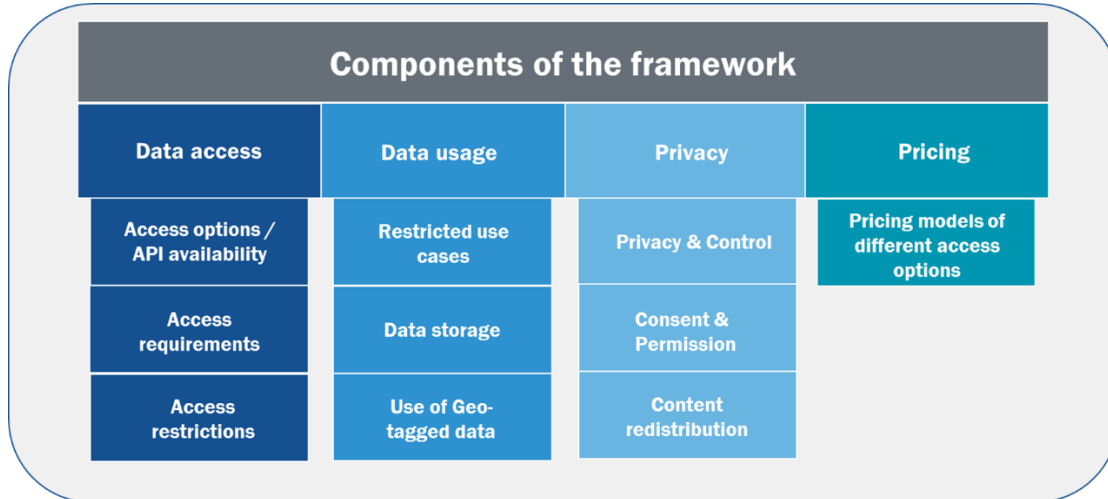 Components of the framework
Data access
Data usage
Privacy
Pricing
Access options /
API availability
Restricted use
cases
Privacy & Control
Pricing models of
different access
options
Access
requirements
Data storage
Consent &
Permission
Access
restrictions
Use of Geo-
tagged data
Content
redistribution